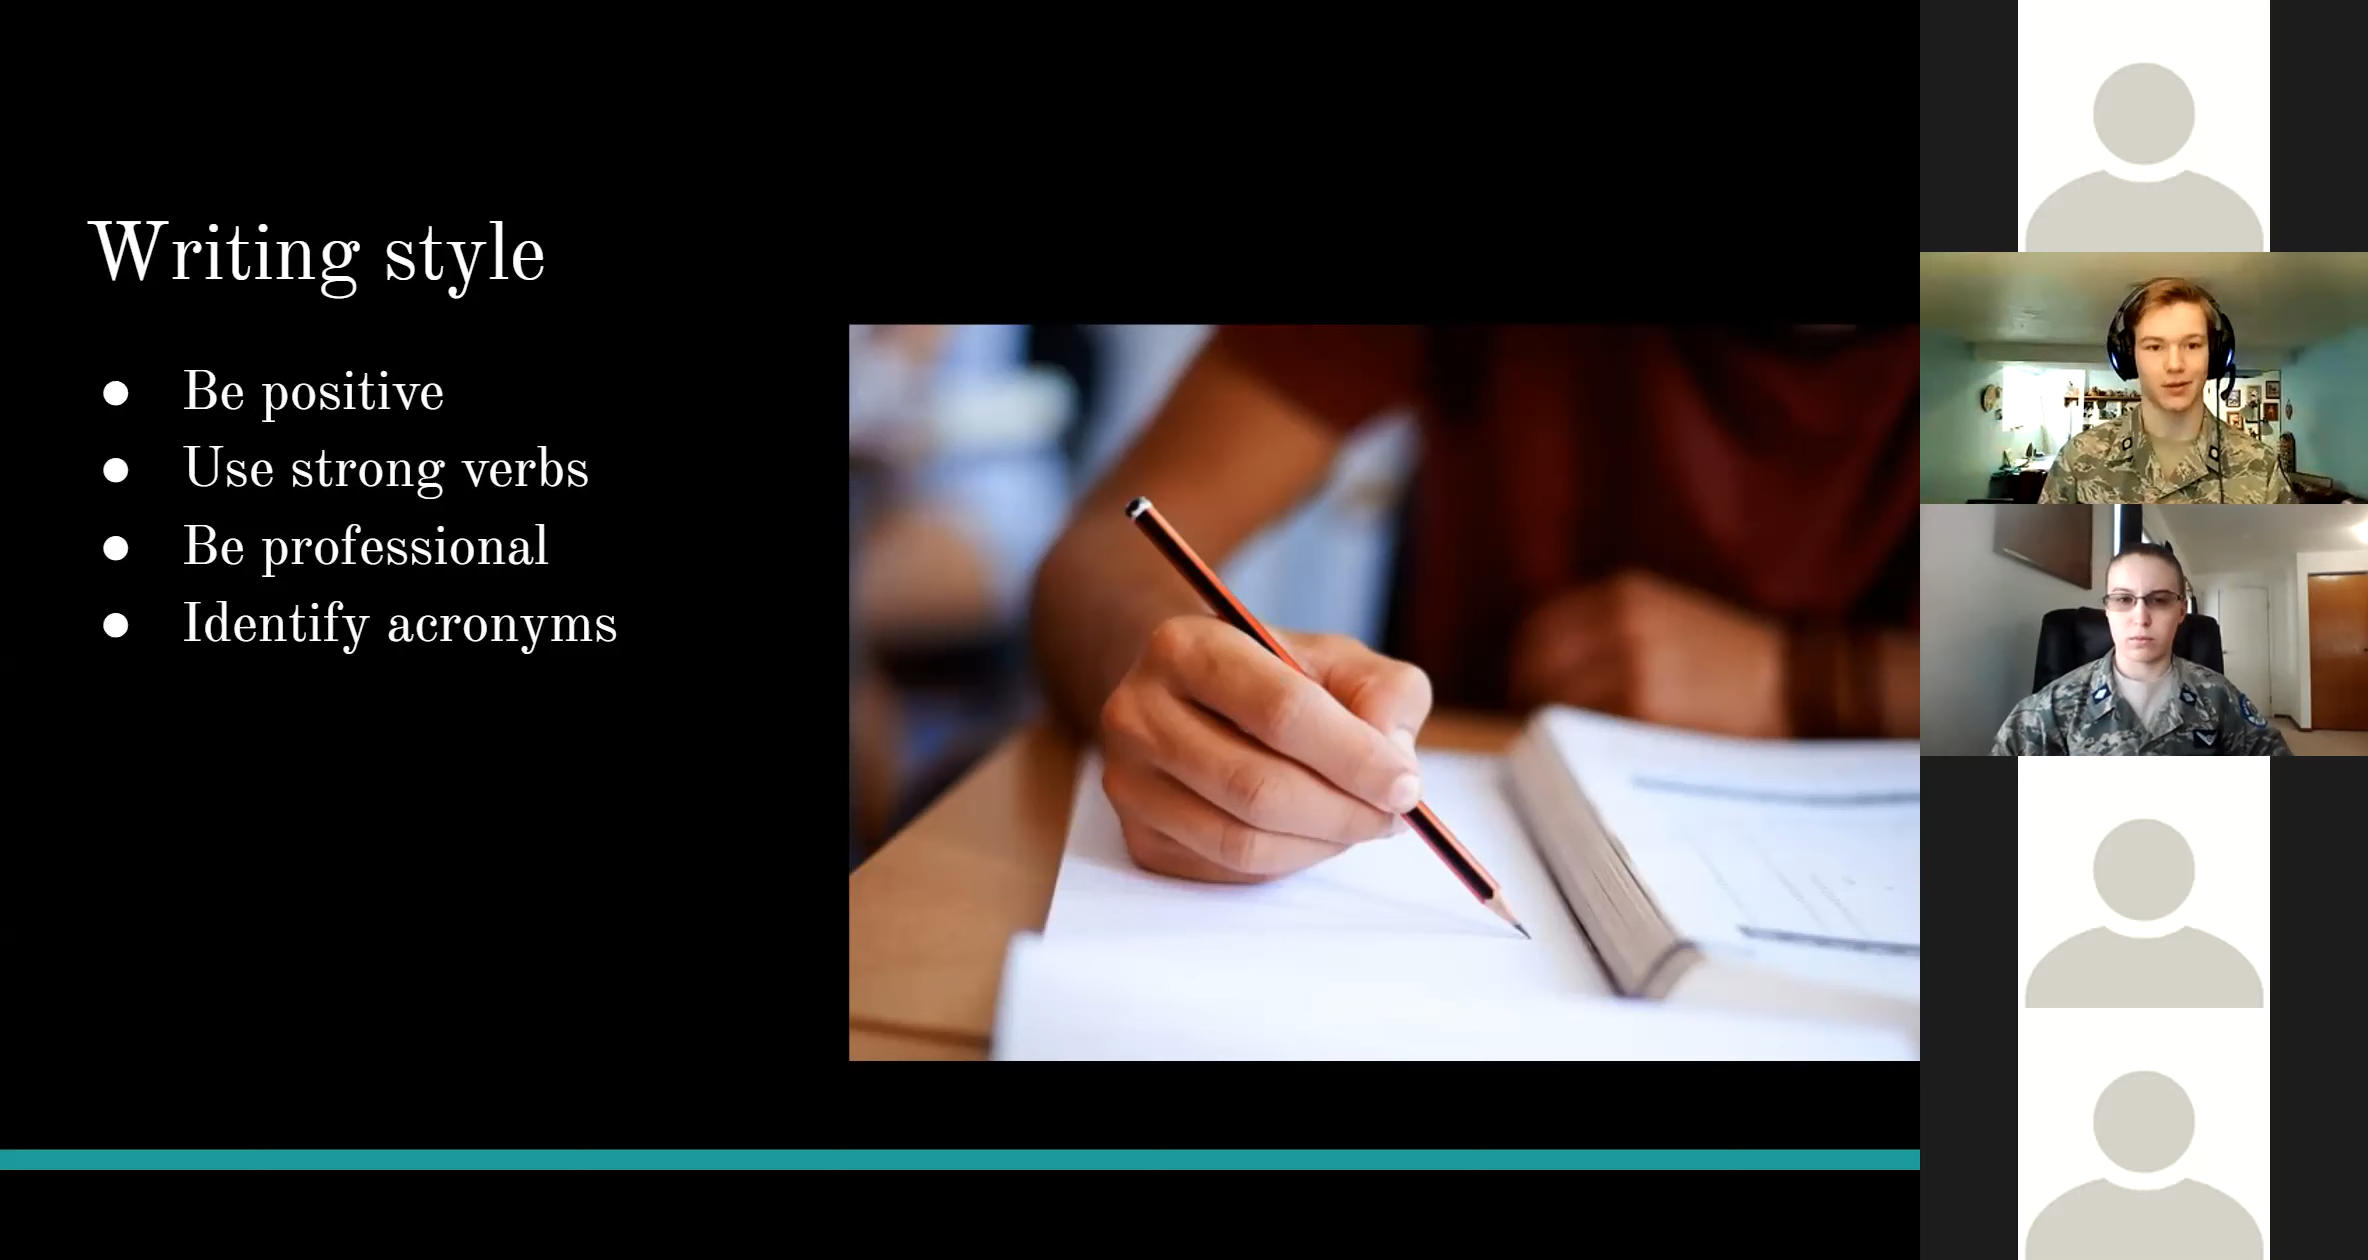 Writing style
● Be positive
● Use strong verbs
● Be professional
● Identify acronyms